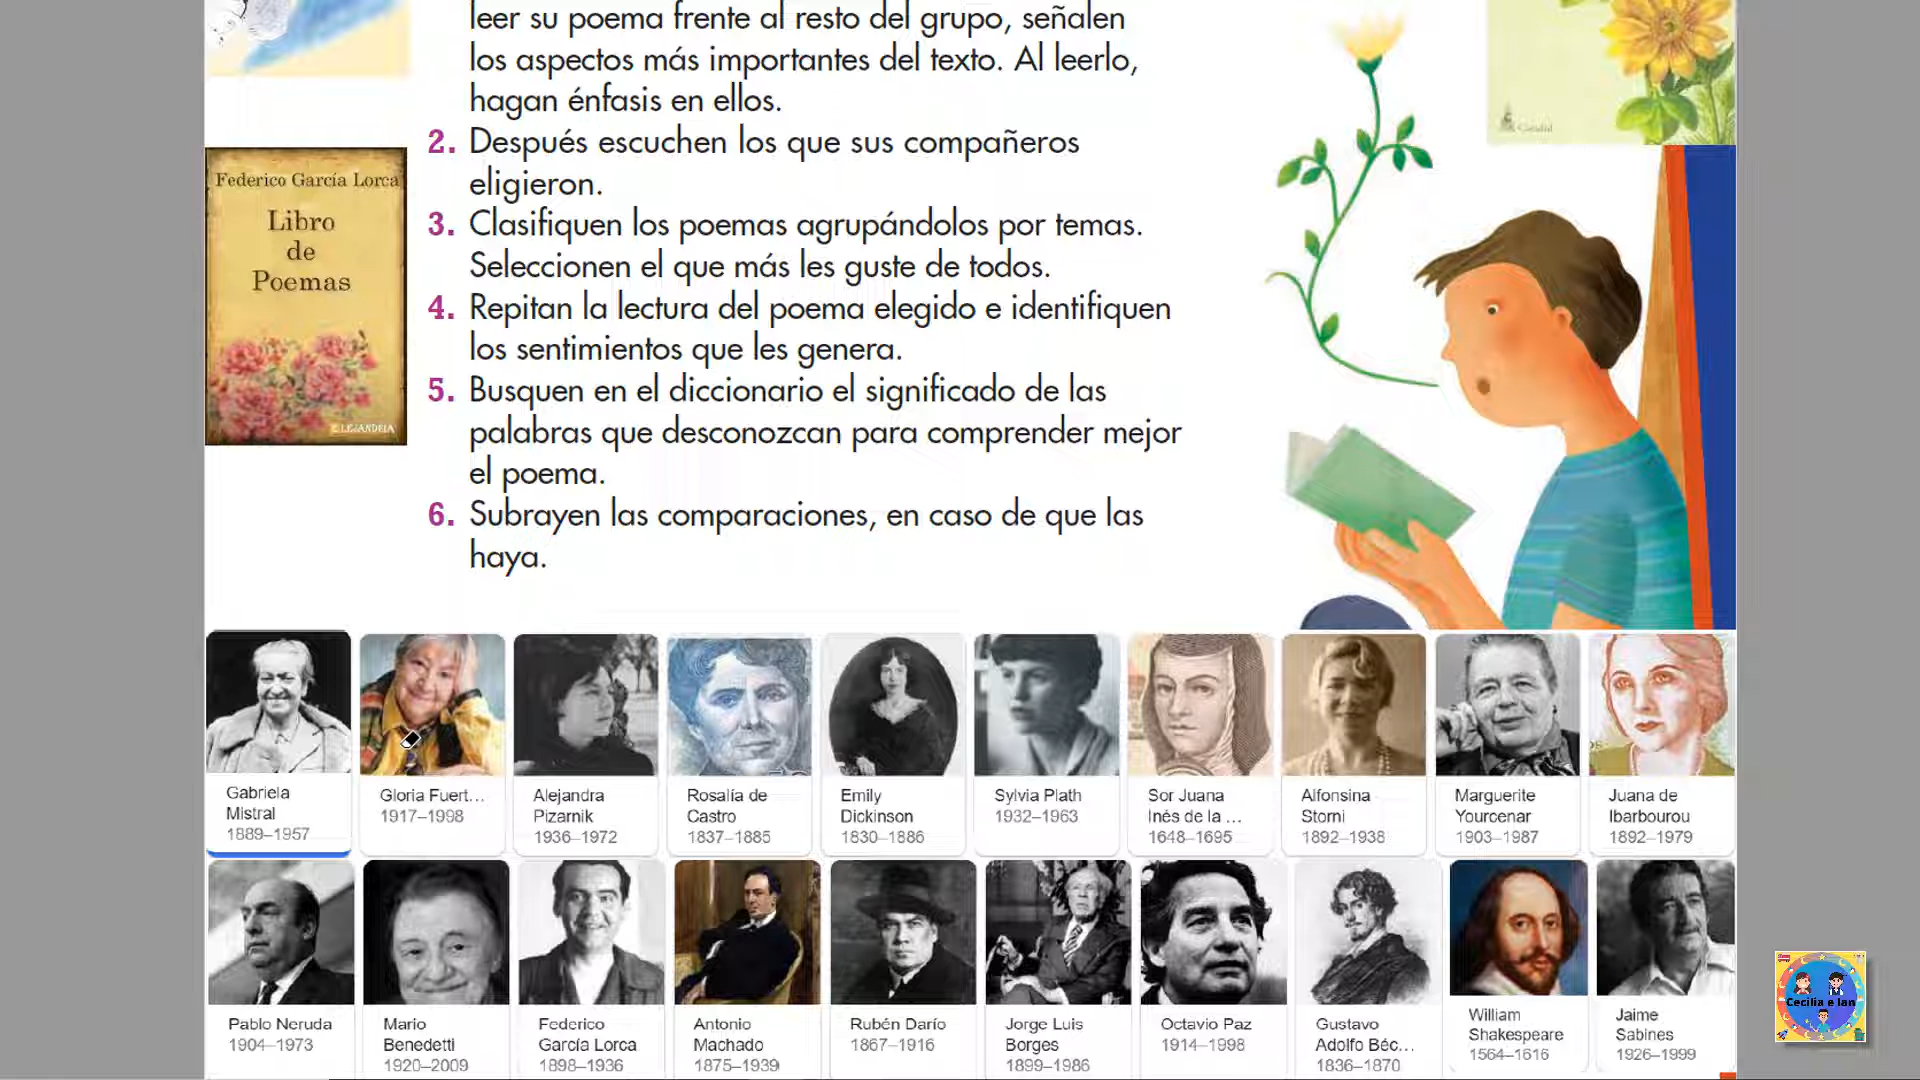 leer su poema frente al resto del grupo, señalen
los aspectos más importantes del texto. Al leerlo,
hagan énfasis en ellos.
2. Después escuchen los que sus compañeros
eligieron.
3. Clasifiquen los poemas agrupándolos por temas.
Seleccionen el que más les guste de todos.
4. Repitan la lectura del poema elegido e identifiquen
los sentimientos que les genera.
5. Busquen en el diccionario el significado de las
palabras que desconozcan para comprender mejor
el poema.
6. Subrayen las comparaciones, en caso de que las
haya.
Federico García Lorca
Libro
de
Poemas
ELEJANDRIA
Gabriela
Mistral
1889–1957
Gloria Fuert...
1917–1998
Alejandra
Pizarnik
1936–1972
Rosalía de
Castro
1837–1885
Emily
Dickinson
1830–1886
Sylvia Plath
1932–1963
Sor Juana
Inés de la ...
1648–1695
Alfonsina
Storni
1892–1938
Marguerite
Yourcenar
1903–1987
Juana de
Ibarbourou
1892–1979
Pablo Neruda
1904–1973
Mario
Benedetti
1920–2009
Federico
García Lorca
1898–1936
Antonio
Machado
1875–1939
Rubén Darío
1867–1916
Jorge Luis
Borges
1899–1986
Octavio Paz
1914–1998
Gustavo
Adolfo Béc...
1836–1870
William
Shakespeare
1564–1616
Jaime
Sabines
1926–1999
Cecilia e Ian